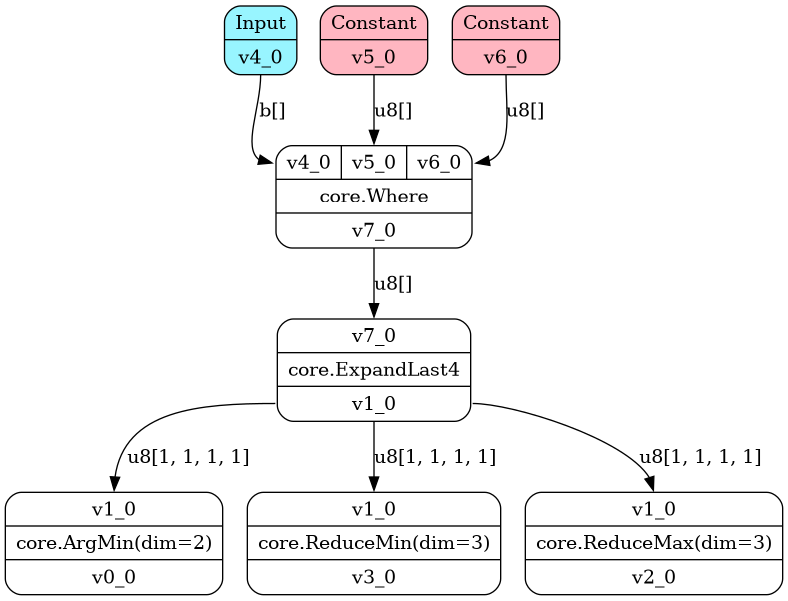 Input
v4_0
Constant
v5_0
Constant
v6_0
b[]
u8[]
u8[]
v4_0 v5_0 v6_0
core.Where
v7_0
u8[]
v7_0
core.ExpandLast4
v1_0
u8[1, 1, 1, 1]
u8[1, 1, 1, 1]
u8[1, 1, 1, 1]
v1_0
core.ArgMin(dim=2)
v0_0
v1_0
core.ReduceMin(dim=3)
v3_0
v1_0
core.ReduceMax(dim=3)
v2_0